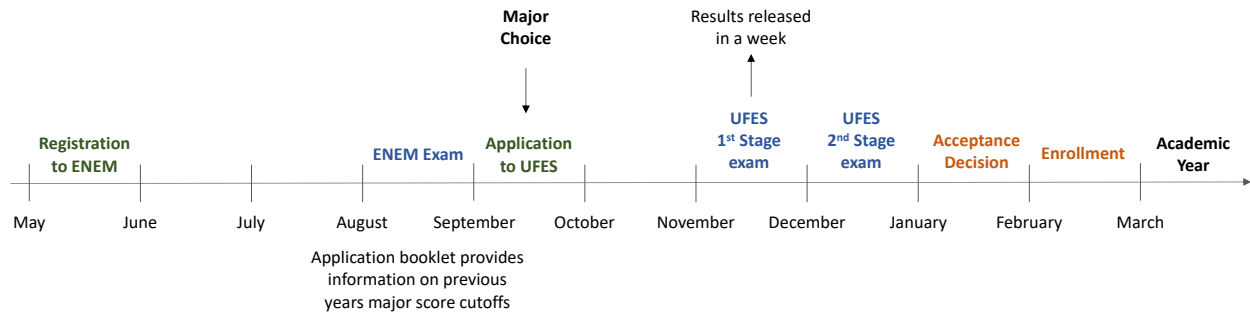 Major
Choice
Results released
in a week
Registration
to ENEM
ENEM Exam
Application
to UFES
UFES
1st Stage
exam
UFES
2nd Stage
exam
Acceptance
Decision
Enrollment
Academic
Year
May
June
July
August
September
October
November
December
January
February
March
Application booklet provides
information on previous
years major score cutoffs